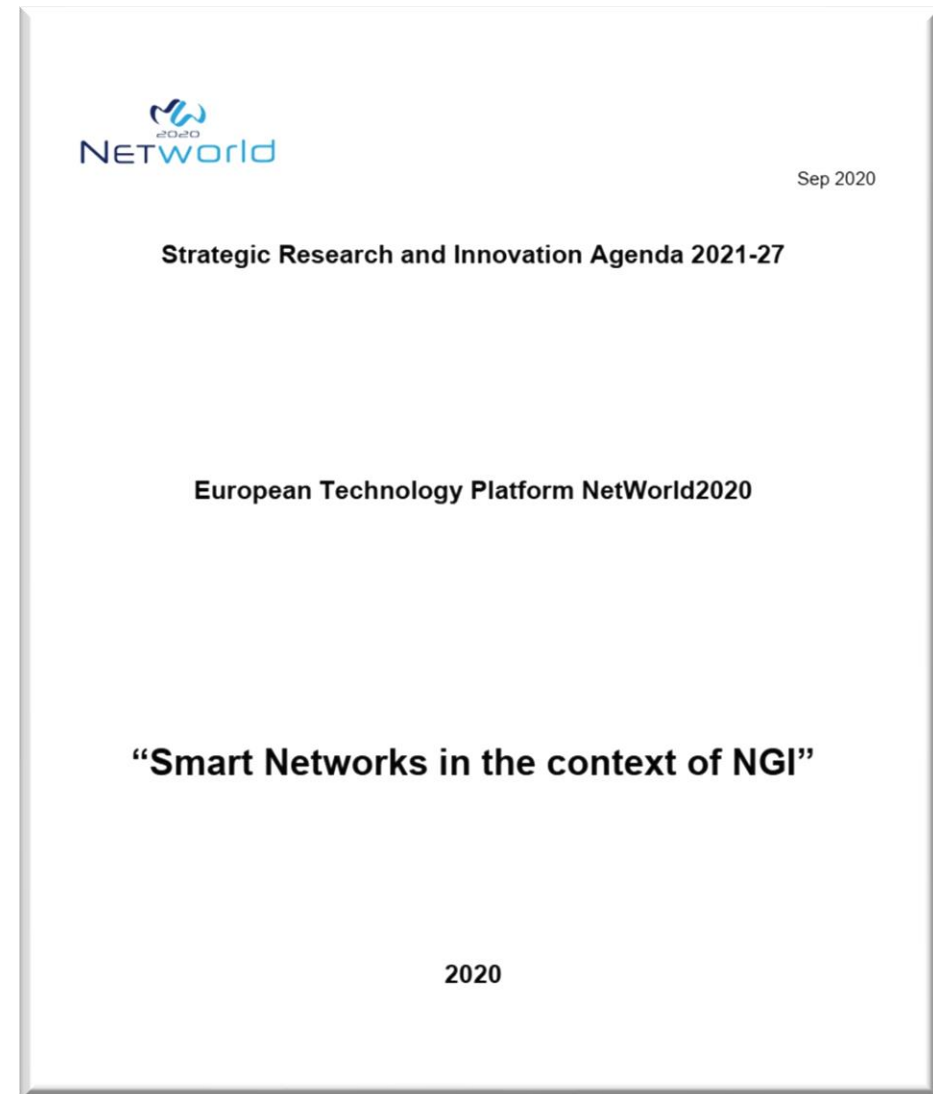 2020
NETWorld
Sep 2020
Strategic Research and Innovation Agenda 2021-27
European Technology Platform NetWorld2020
“Smart Networks in the context of NGI”
2020